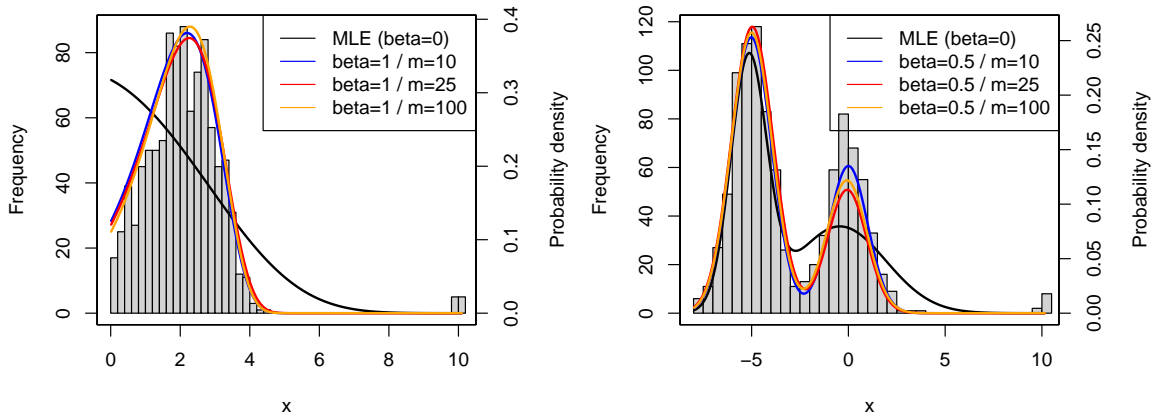 MLE (beta=0)
beta=1 / m=10
beta=1 / m=25
beta=1 / m=100
Frequency
0 20 40 60 80
0 2 4 6 8 10
x
0.0 0.1 0.2 0.3 0.4
Probability density
MLE (beta=0)
beta=0.5 / m=10
beta=0.5 / m=25
beta=0.5 / m=100
Frequency
0 20 40 60 80 100 120
−5 0 5 10
x
0.00 0.05 0.10 0.15 0.20 0.25
Probability density